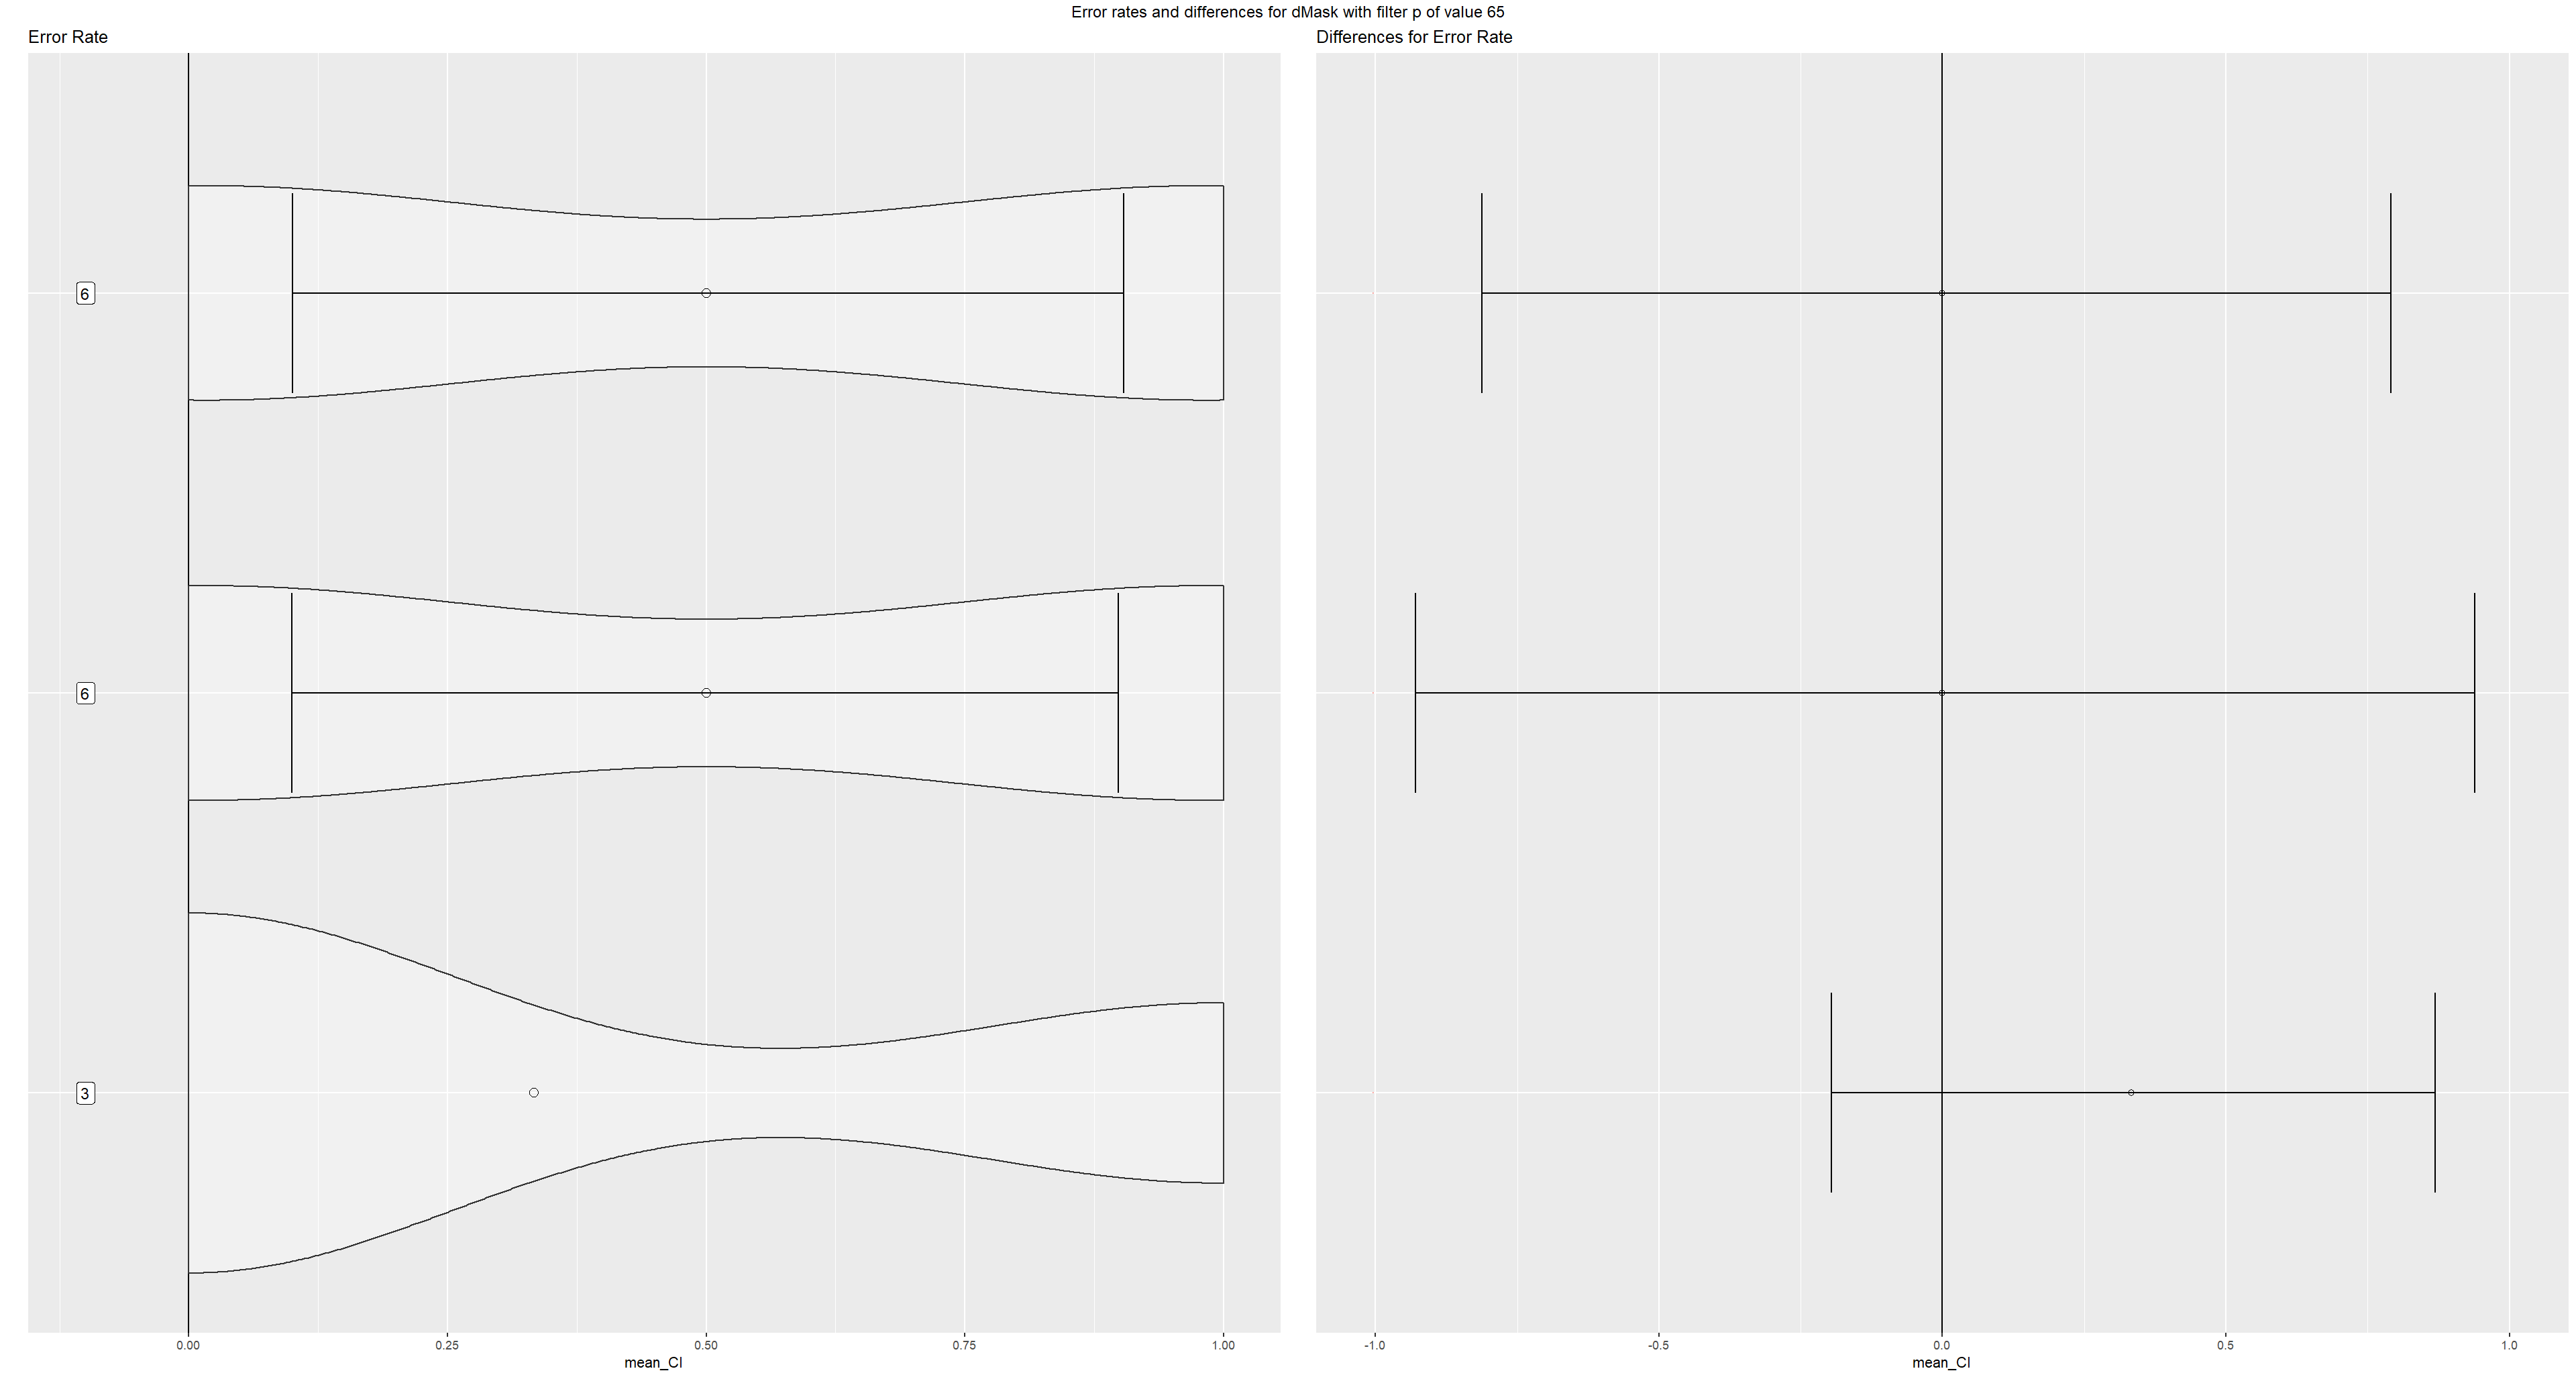 Error rates and differences for dMask with filter p of value 65
Error Rate
6
6
3
0.00 0.25 0.50 0.75 1.00
mean_CI
Differences for Error Rate
-1.0 -0.5 0.0 0.5 1.0
mean_CI